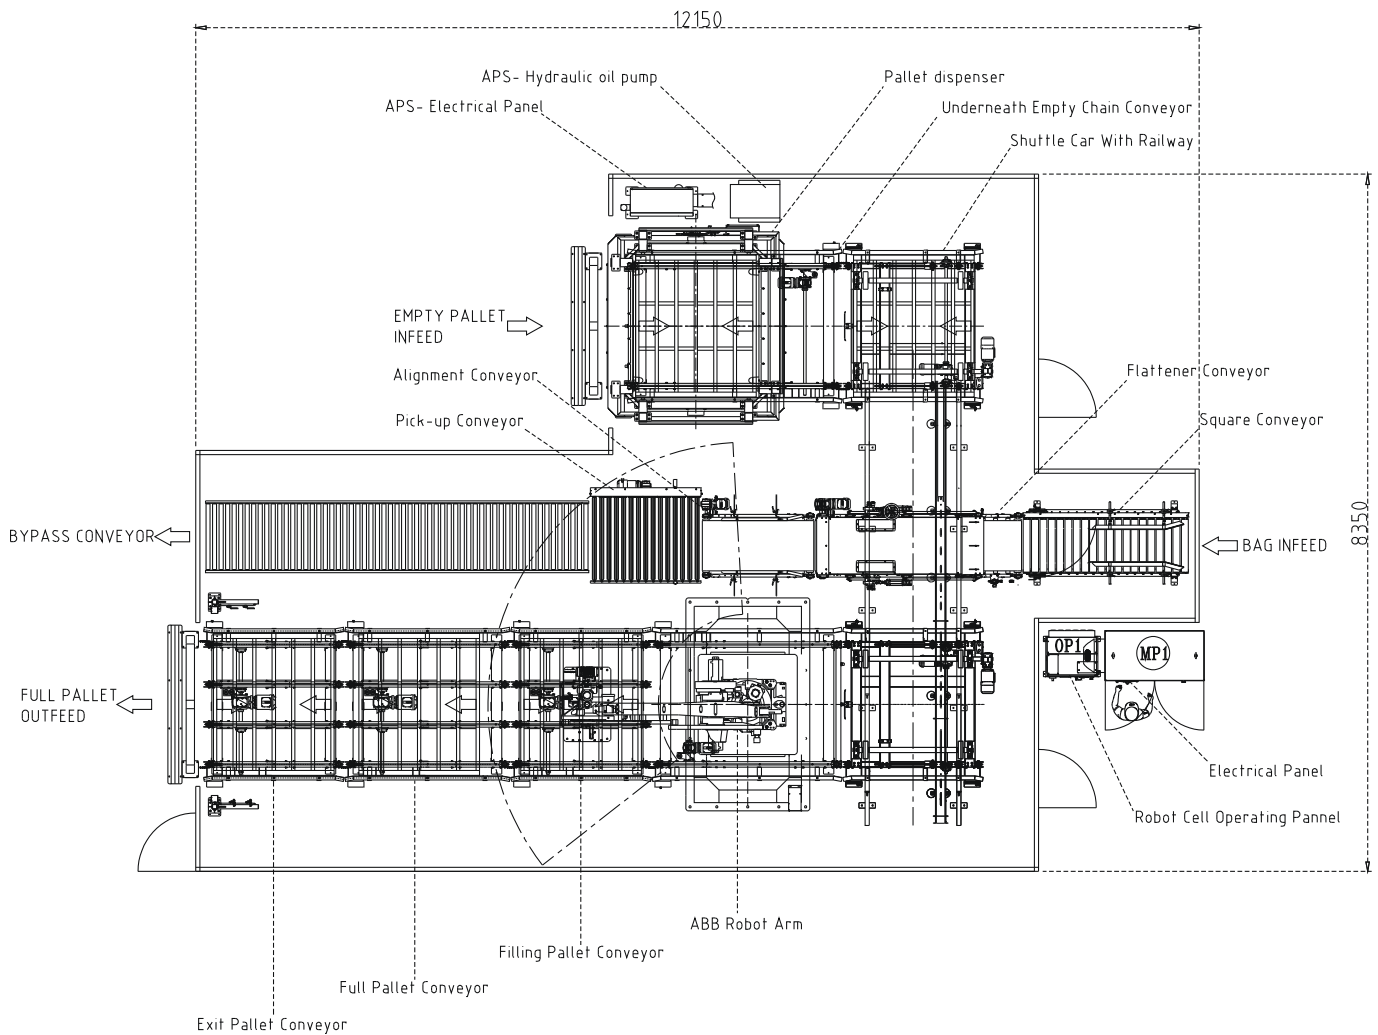 12150
APS- Hydraulic oil pump
Pallet dispenser
APS- Electrical Panel
Underneath Empty Chain Conveyor
Shuttle Car With Railway
EMPTY PALLET
INFEED
Alignment Conveyor
Flattener Conveyor
Pick-up Conveyor
Square Conveyor
8350
BYPASS CONVEYOR
BAG INFEED
OP1
MP1
FULL PALLET
OUTFEED
Electrical Panel
Robot Cell Operating Pannel
ABB Robot Arm
Filling Pallet Conveyor
Full Pallet Conveyor
Exit Pallet Conveyor